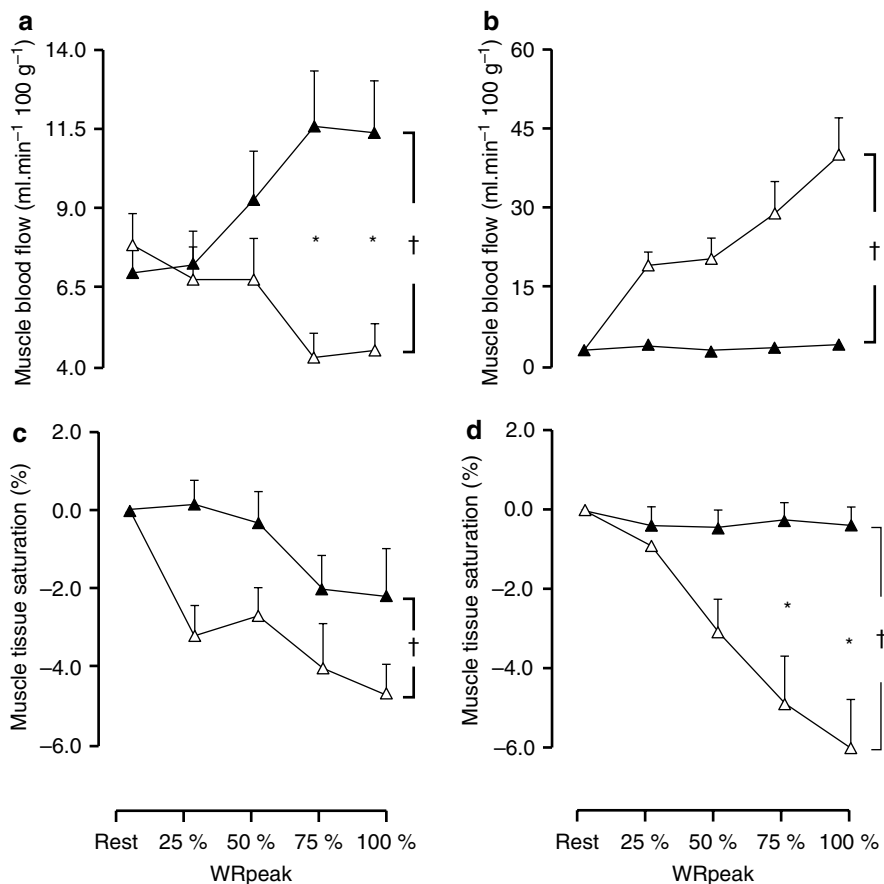 a
Muscle blood flow (ml.min⁻¹ 100 g⁻¹)
14.0
11.5
9.0
6.5
4.0
* * †
b
Muscle blood flow (ml.min⁻¹ 100 g⁻¹)
60
45
30
15
0
†
c
Muscle tissue saturation (%)
2.0
0.0
–2.0
–4.0
–6.0
†
Rest 25 % 50 % 75 % 100 %
WRpeak
d
Muscle tissue saturation (%)
2.0
0.0
–2.0
–4.0
–6.0
*
* †
Rest 25 % 50 % 75 % 100 %
WRpeak